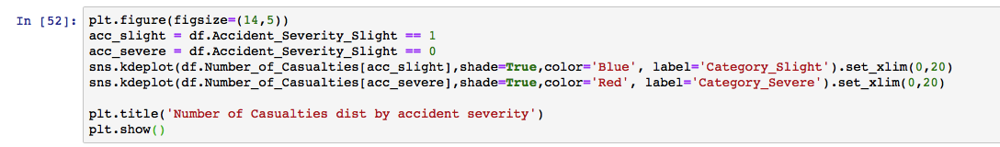 In [52]: plt.figure(figsize=(14,5))
acc_slight = df.Accident_Severity_Slight == 1
acc_severe = df.Accident_Severity_Slight == 0
sns.kdeplot(df.Number_of_Casualties[acc_slight],shade=True,color='Blue', label='Category_Slight').set_xlim(0,20)
sns.kdeplot(df.Number_of_Casualties[acc_severe],shade=True,color='Red', label='Category_Severe').set_xlim(0,20)
plt.title('Number of Casualties dist by accident severity')
plt.show()